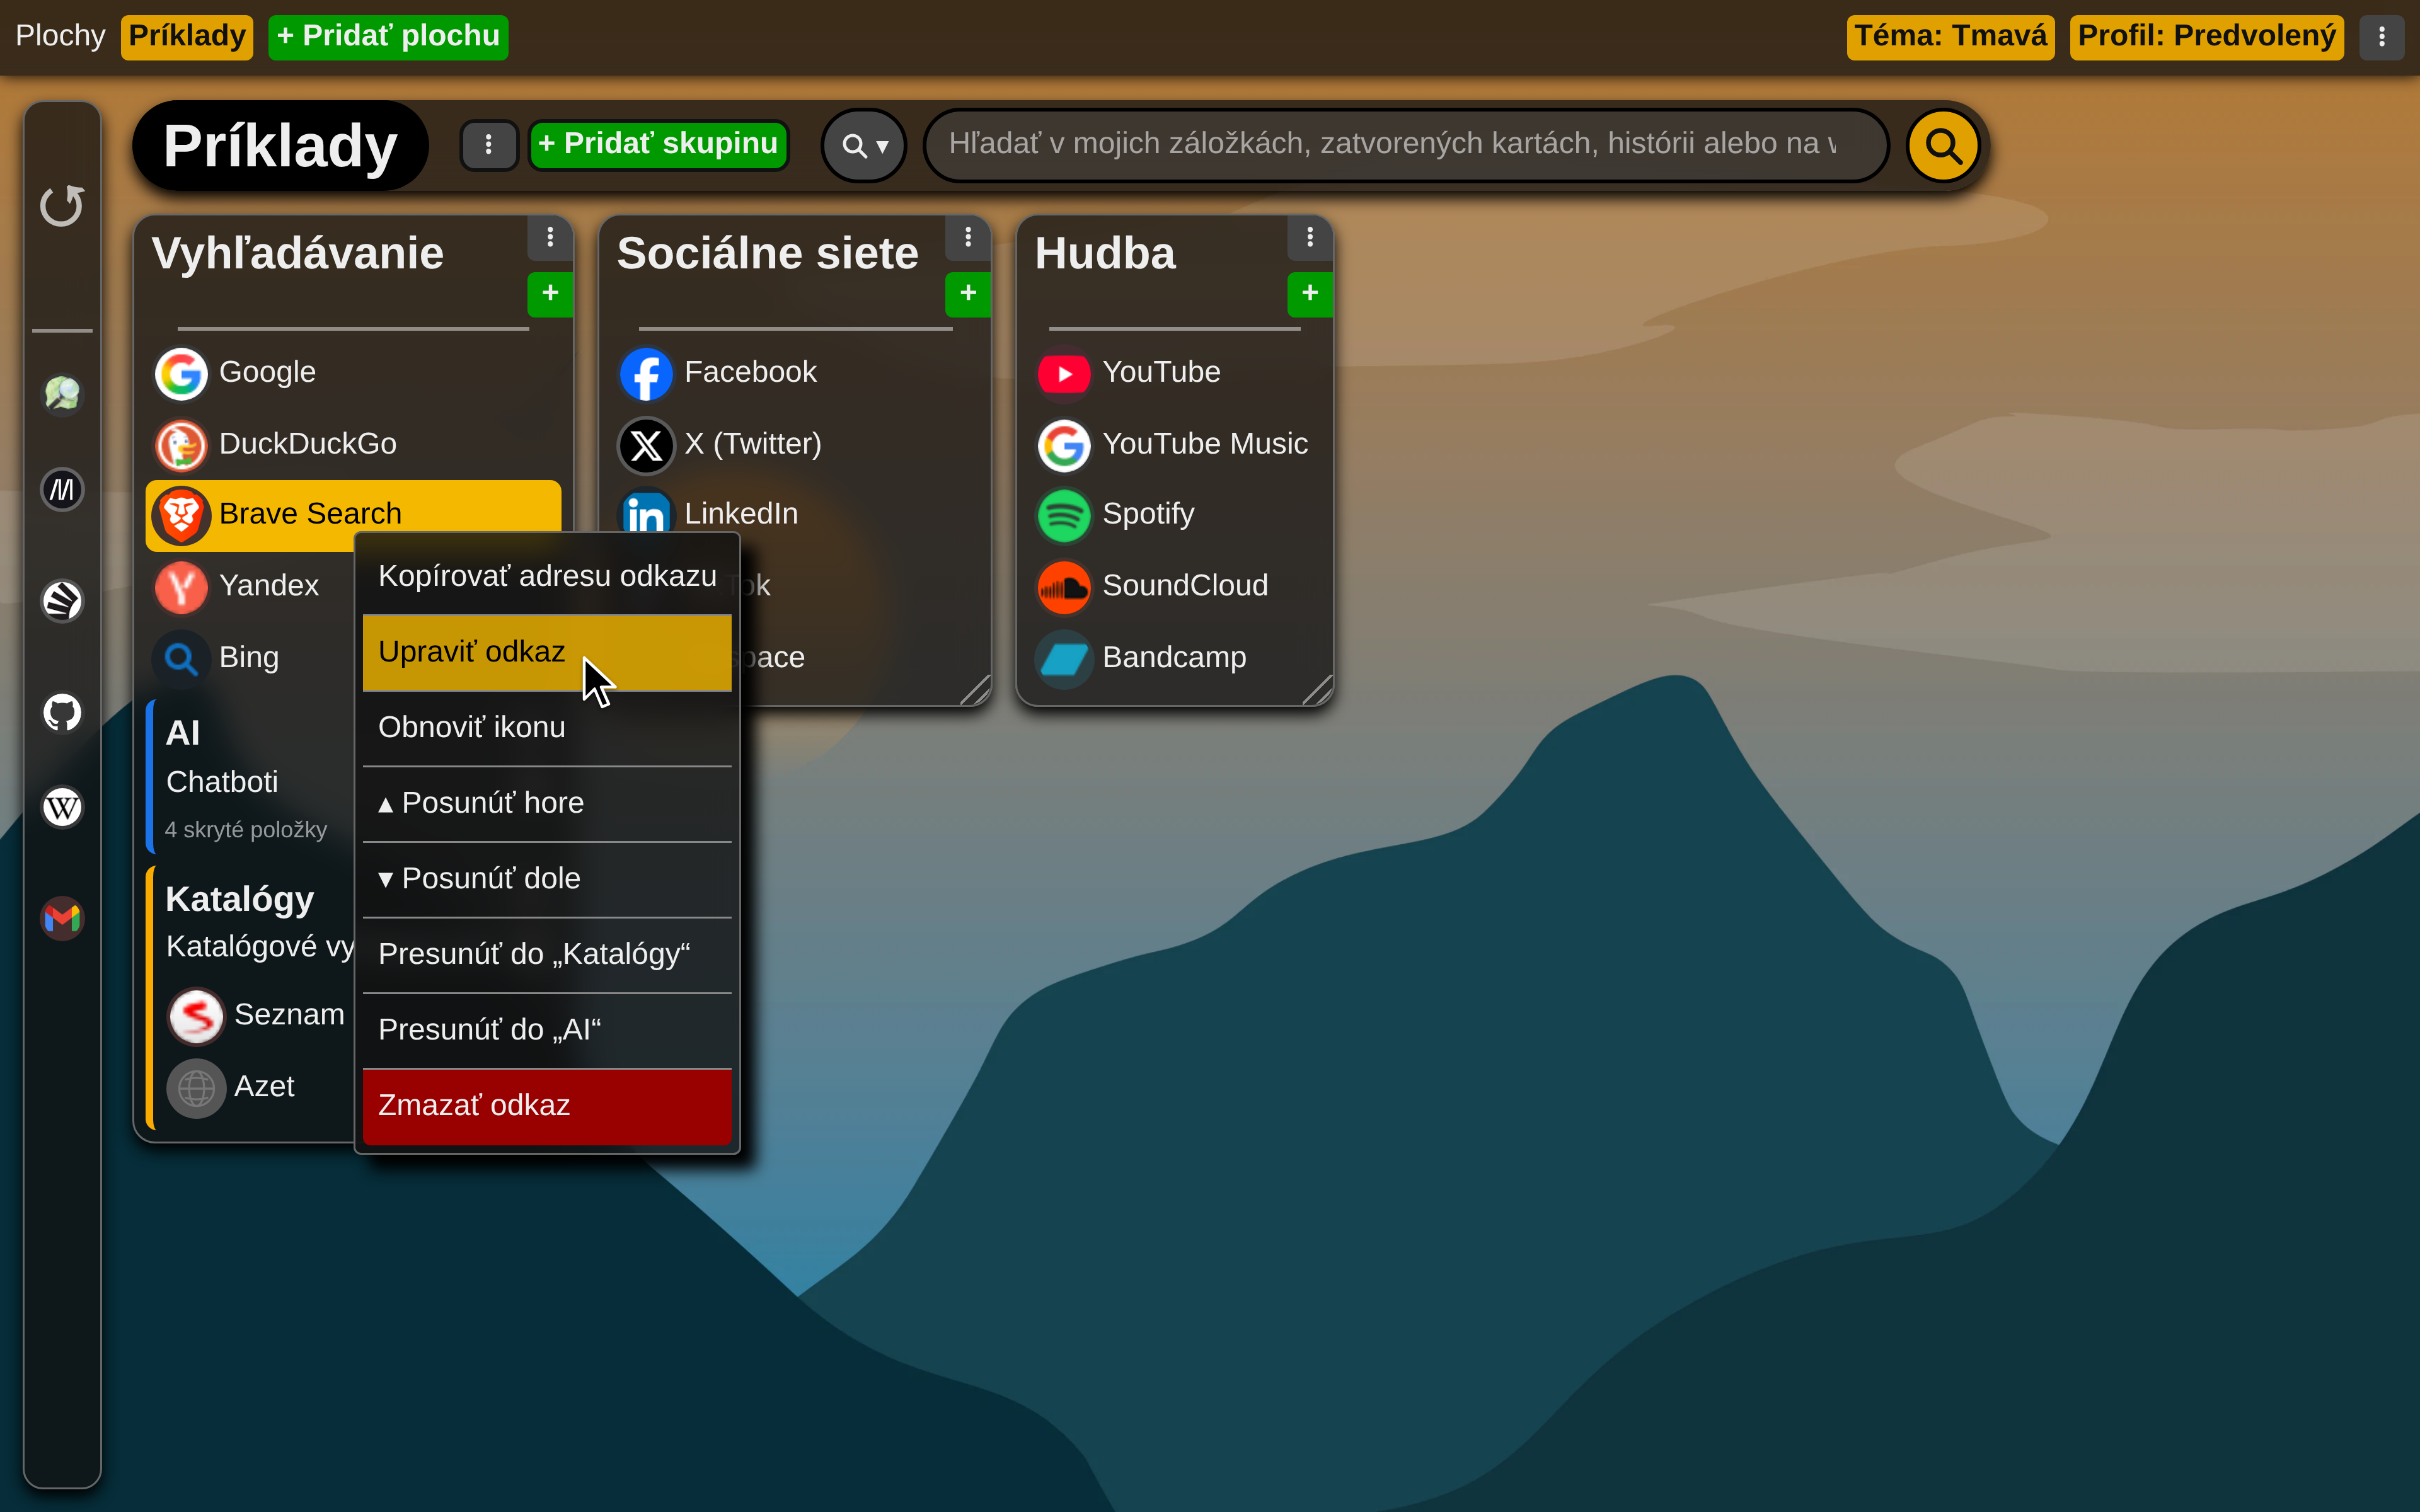 Plochy Príklady + Pridať plochu Téma: Tmavá Profil: Predvolený
Príklady + Pridať skupinu Hľadať v mojich záložkách, zatvorených kartách, histórii alebo na
Vyhľadávanie
+
Google
DuckDuckGo
Brave Search
Yandex
Bing
AI
Chatboti
4 skryté položky
Katalógy
Katalógové
Seznam
Azet
Sociálne siete
+
Facebook
X (Twitter)
LinkedIn
Hudba
+
YouTube
YouTube Music
Spotify
SoundCloud
Bandcamp
Kopírovať adresu odkazu
Upraviť odkaz
Obnoviť ikonu
▴ Posunúť hore
▾ Posunúť dole
Presunúť do „Katalógy“
Presunúť do „AI“
Zmazať odkaz